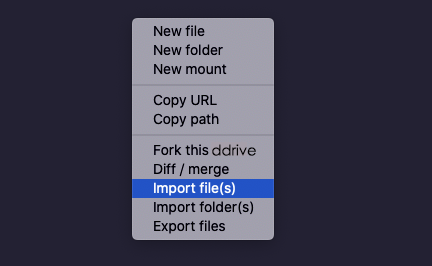 New file
New folder
New mount
Copy URL
Copy path
Fork this ddrive
Diff / merge
Import file(s)
Import folder(s)
Export files